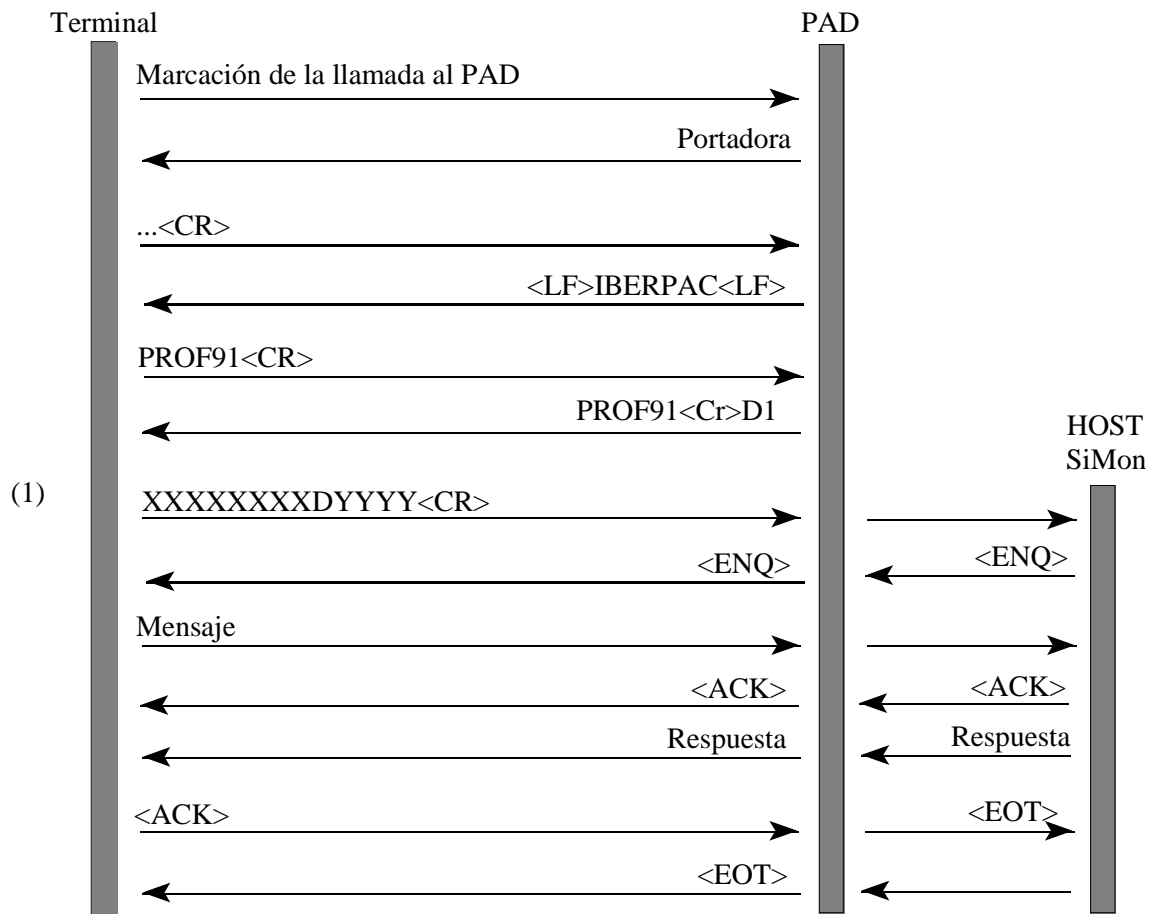 Terminal
PAD
Marcación de la llamada al PAD
Portadora
...<CR>
<LF>IBERPAC<LF>
PROF91<CR>
PROF91<Cr>D1
HOST
SiMon
(1)
XXXXXXXXDYYYY<CR>
<ENQ>
<ENQ>
Mensaje
<ACK>
<ACK>
Respuesta
Respuesta
<ACK>
<EOT>
<EOT>